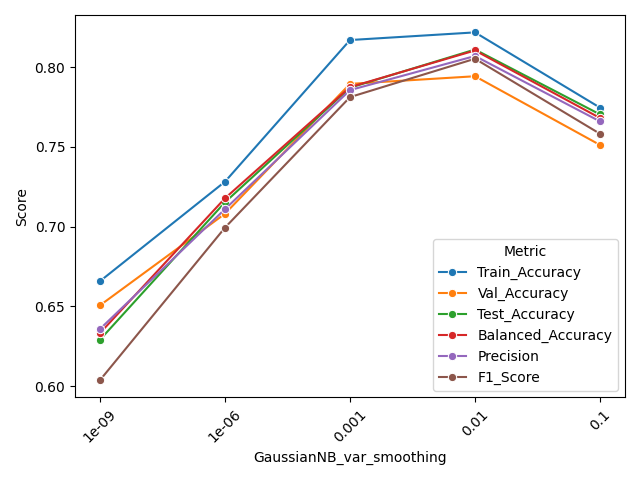 0.80
0.75
0.70
0.65
0.60
Score
1e-09
1e-06
0.001
0.01
0.1
GaussianNB_var_smoothing
Metric
Train_Accuracy
Val_Accuracy
Test_Accuracy
Balanced_Accuracy
Precision
F1_Score